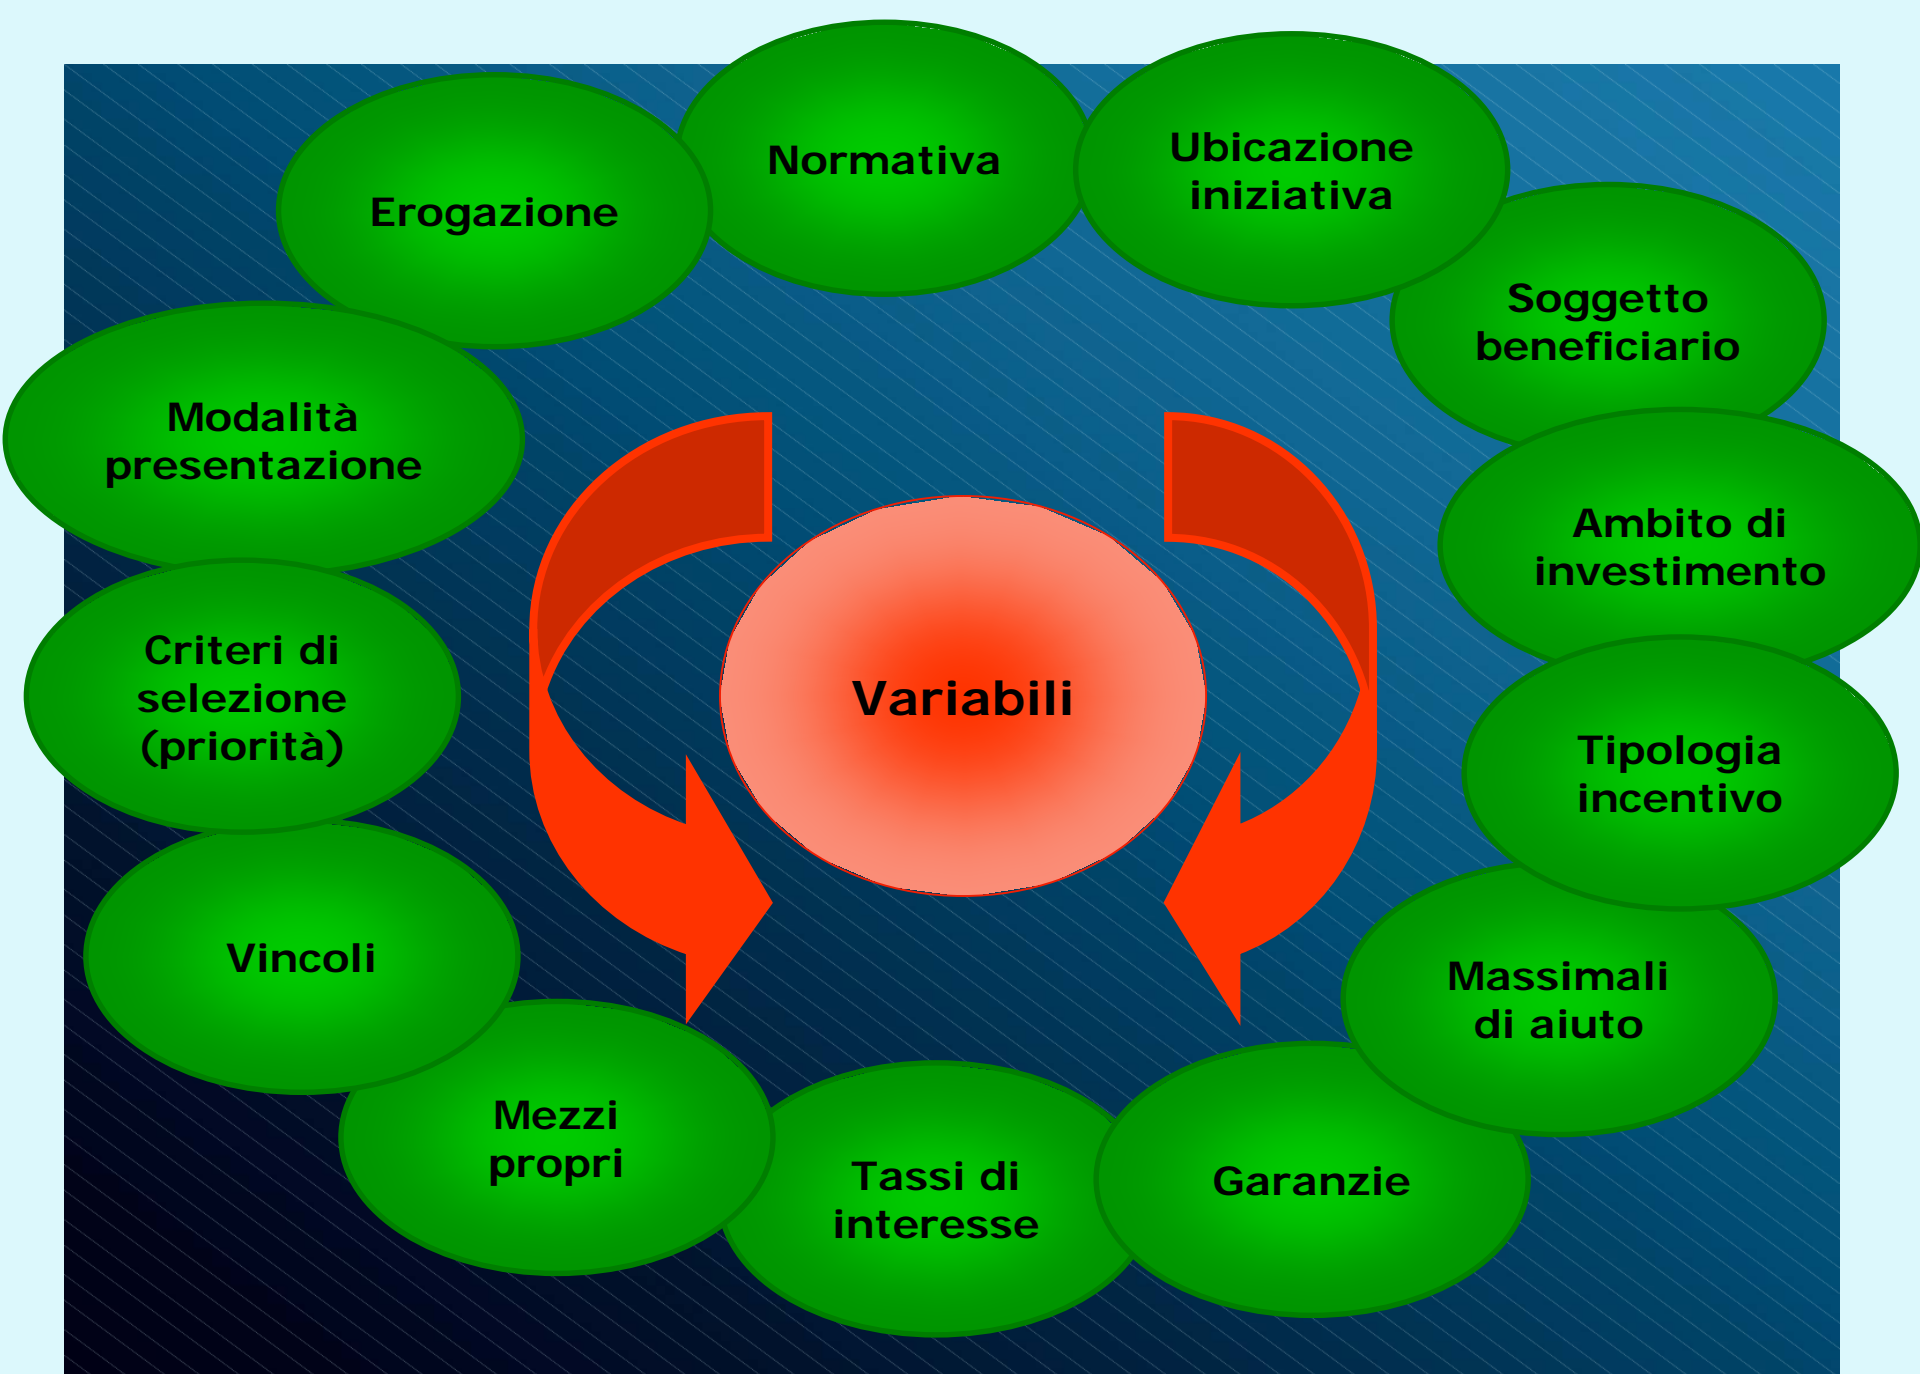 Normativa
Ubicazione
iniziativa
Soggetto
beneficiario
Ambito di
investimento
Tipologia
incentivo
Massimali
di aiuto
Garanzie
Tassi di
interesse
Mezzi
propri
Vincoli
Criteri di
selezione
(priorità)
Modalità
presentazione
Erogazione
Variabili